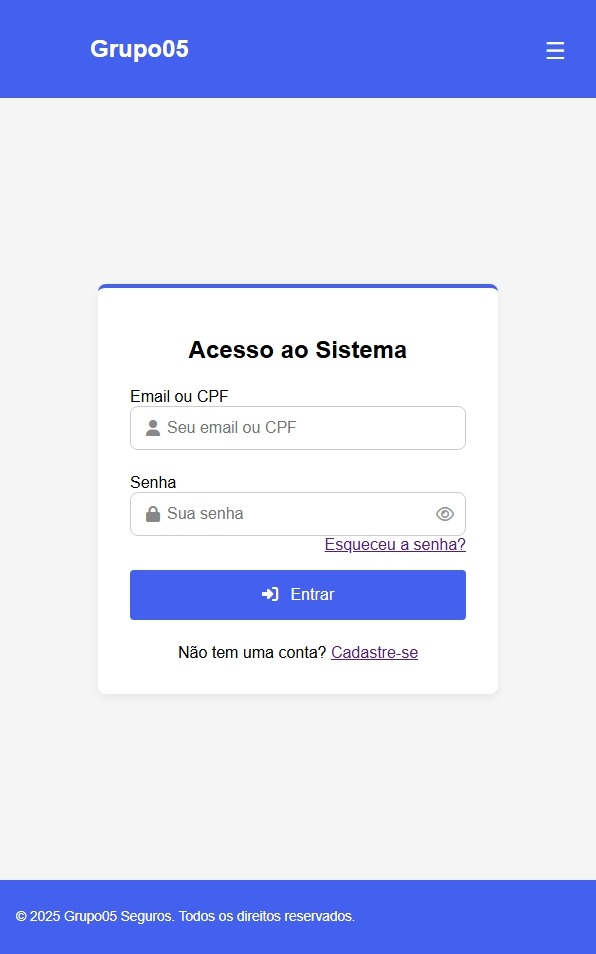 Grupo05
Acesso ao Sistema
Email ou CPF
Seu email ou CPF
Senha
Sua senha
Esqueceu a senha?
Entrar
Não tem uma conta? Cadastre-se
© 2025 Grupo05 Seguros. Todos os direitos reservados.